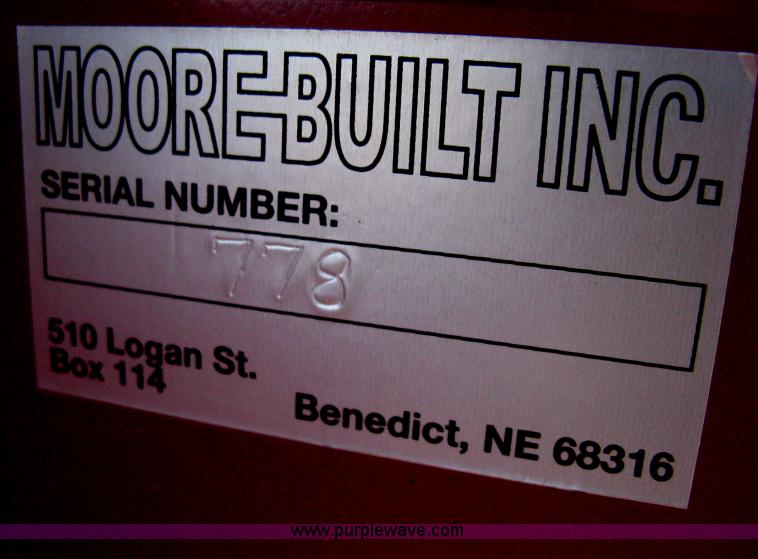 MOORE-BUILT INC.
SERIAL NUMBER:
778
510 Logan St.
Box 114
Benedict, NE 68316
www.purplewave.com